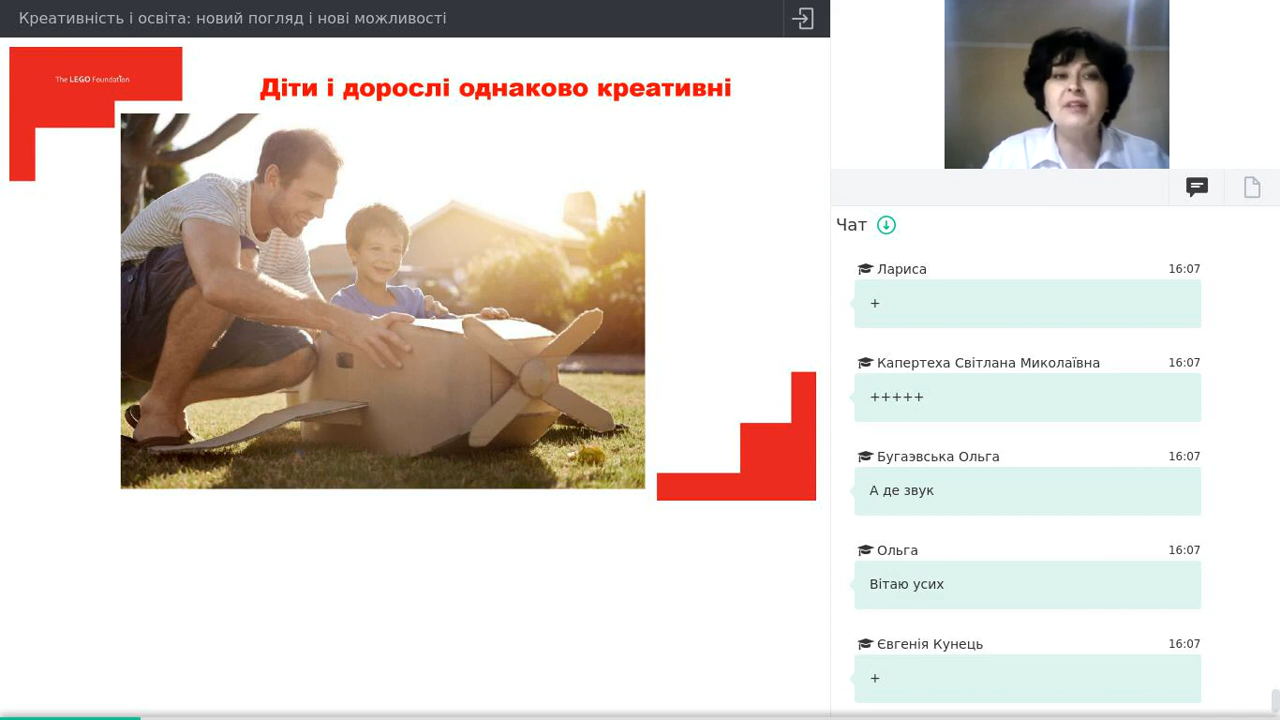 Креативність і освіта: новий погляд і нові можливості
The LEGO Foundation
Діти і дорослі однаково креативні
Чат
Лариса 16:07
+
Капертеха Світлана Миколаївна 16:07
+++++
Бугаэвська Ольга 16:07
А де звук
Ольга 16:07
Вітаю усих
Євгенія Кунець 16:07
+